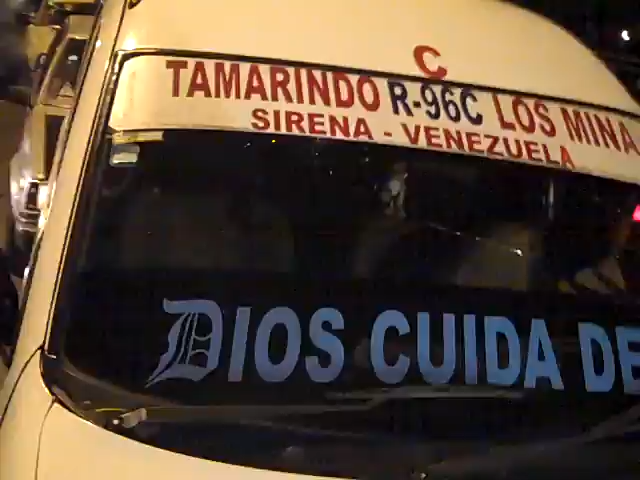 C
TAMARINDO R-96C LOS MINA
SIRENA - VENEZUELA
DIOS CUIDA DE